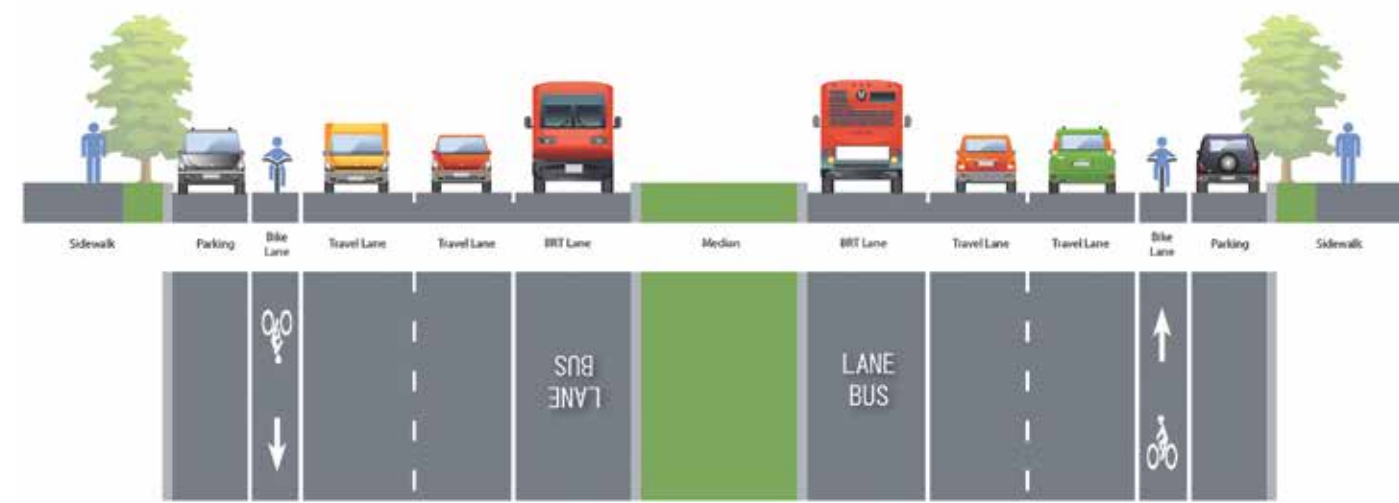 Sidewalk
Parking
Bike
Lane
Travel Lane
Travel Lane
BRT Lane
Median
BRT Lane
Travel Lane
Travel Lane
Bike
Lane
Parking
Sidewalk
BUS
LANE
LANE
BUS